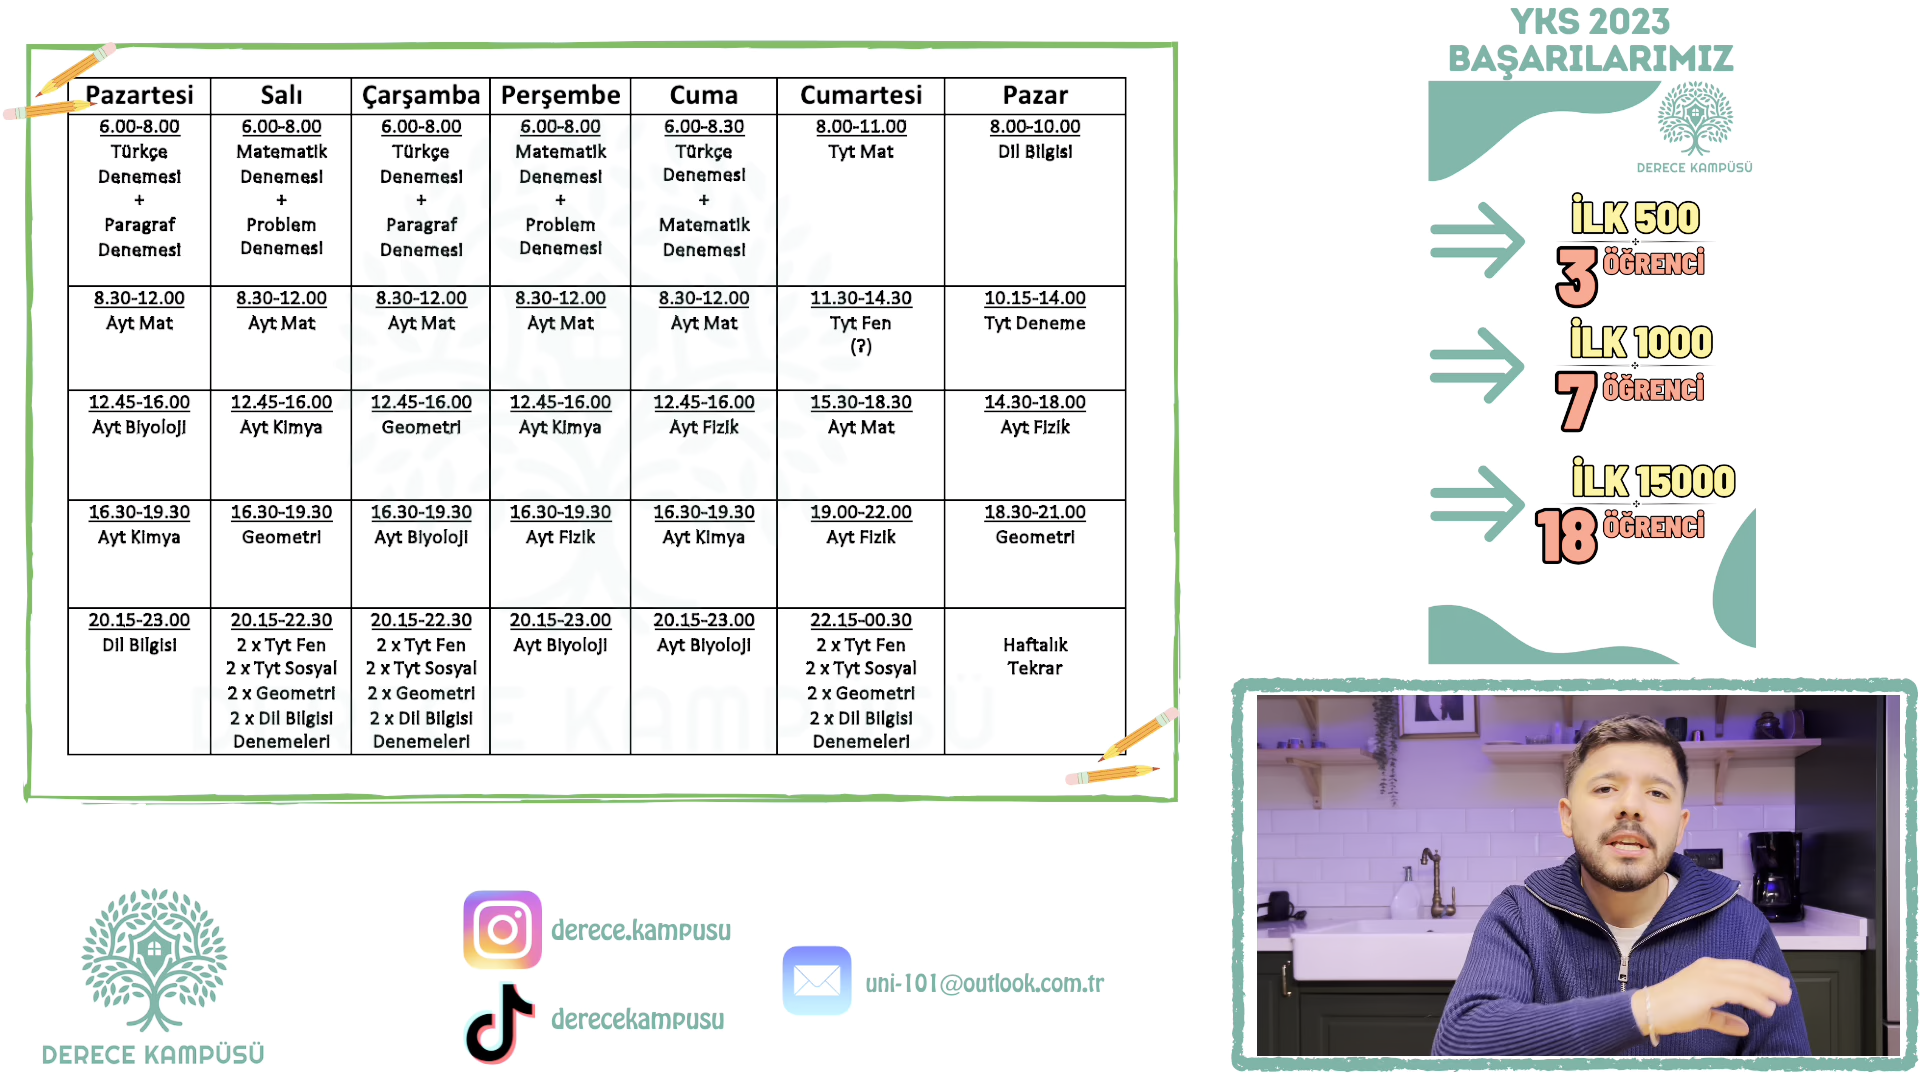 YKS 2023
BAŞARILARIMIZ
Pazartesi
Salı
Çarşamba
Perşembe
Cuma
Cumartesi
Pazar
6.00-8.00
Türkçe
Denemesi
+
Paragraf
Denemesi
6.00-8.00
Matematik
Denemesi
+
Problem
Denemesi
6.00-8.00
Türkçe
Denemesi
+
Paragraf
Denemesi
6.00-8.00
Matematik
Denemesi
+
Problem
Denemesi
6.00-8.30
Türkçe
Denemesi
+
Matematik
Denemesi
8.00-11.00
Tyt Mat
8.00-10.00
Dil Bilgisi
8.30-12.00
Ayt Mat
8.30-12.00
Ayt Mat
8.30-12.00
Ayt Mat
8.30-12.00
Ayt Mat
8.30-12.00
Ayt Mat
11.30-14.30
Tyt Fen
(?)
10.15-14.00
Tyt Deneme
12.45-16.00
Ayt Biyoloji
12.45-16.00
Ayt Kimya
12.45-16.00
Geometri
12.45-16.00
Ayt Kimya
12.45-16.00
Ayt Fizik
15.30-18.30
Ayt Mat
14.30-18.00
Ayt Fizik
16.30-19.30
Ayt Kimya
16.30-19.30
Geometri
16.30-19.30
Ayt Biyoloji
16.30-19.30
Ayt Fizik
16.30-19.30
Ayt Kimya
19.00-22.00
Ayt Fizik
18.30-21.00
Geometri
20.15-23.00
Dil Bilgisi
20.15-22.30
2 x Tyt Fen
2 x Tyt Sosyal
2 x Geometri
2 x Dil Bilgisi
Denemeleri
20.15-22.30
2 x Tyt Fen
2 x Tyt Sosyal
2 x Geometri
2 x Dil Bilgisi
Denemeleri
20.15-23.00
Ayt Biyoloji
20.15-23.00
Ayt Biyoloji
22.15-00.30
2 x Tyt Fen
2 x Tyt Sosyal
2 x Geometri
2 x Dil Bilgisi
Denemeleri
Haftalık
Tekrar
DERECE KAMPÜSÜ
DERECE KAMPÜSÜ
İLK 500
3 ÖĞRENCİ
İLK 1000
7 ÖĞRENCİ
İLK 15000
18 ÖĞRENCİ
DERECE KAMPÜSÜ
derece.kampusu
derecekampusu
uni-101@outlook.com.tr